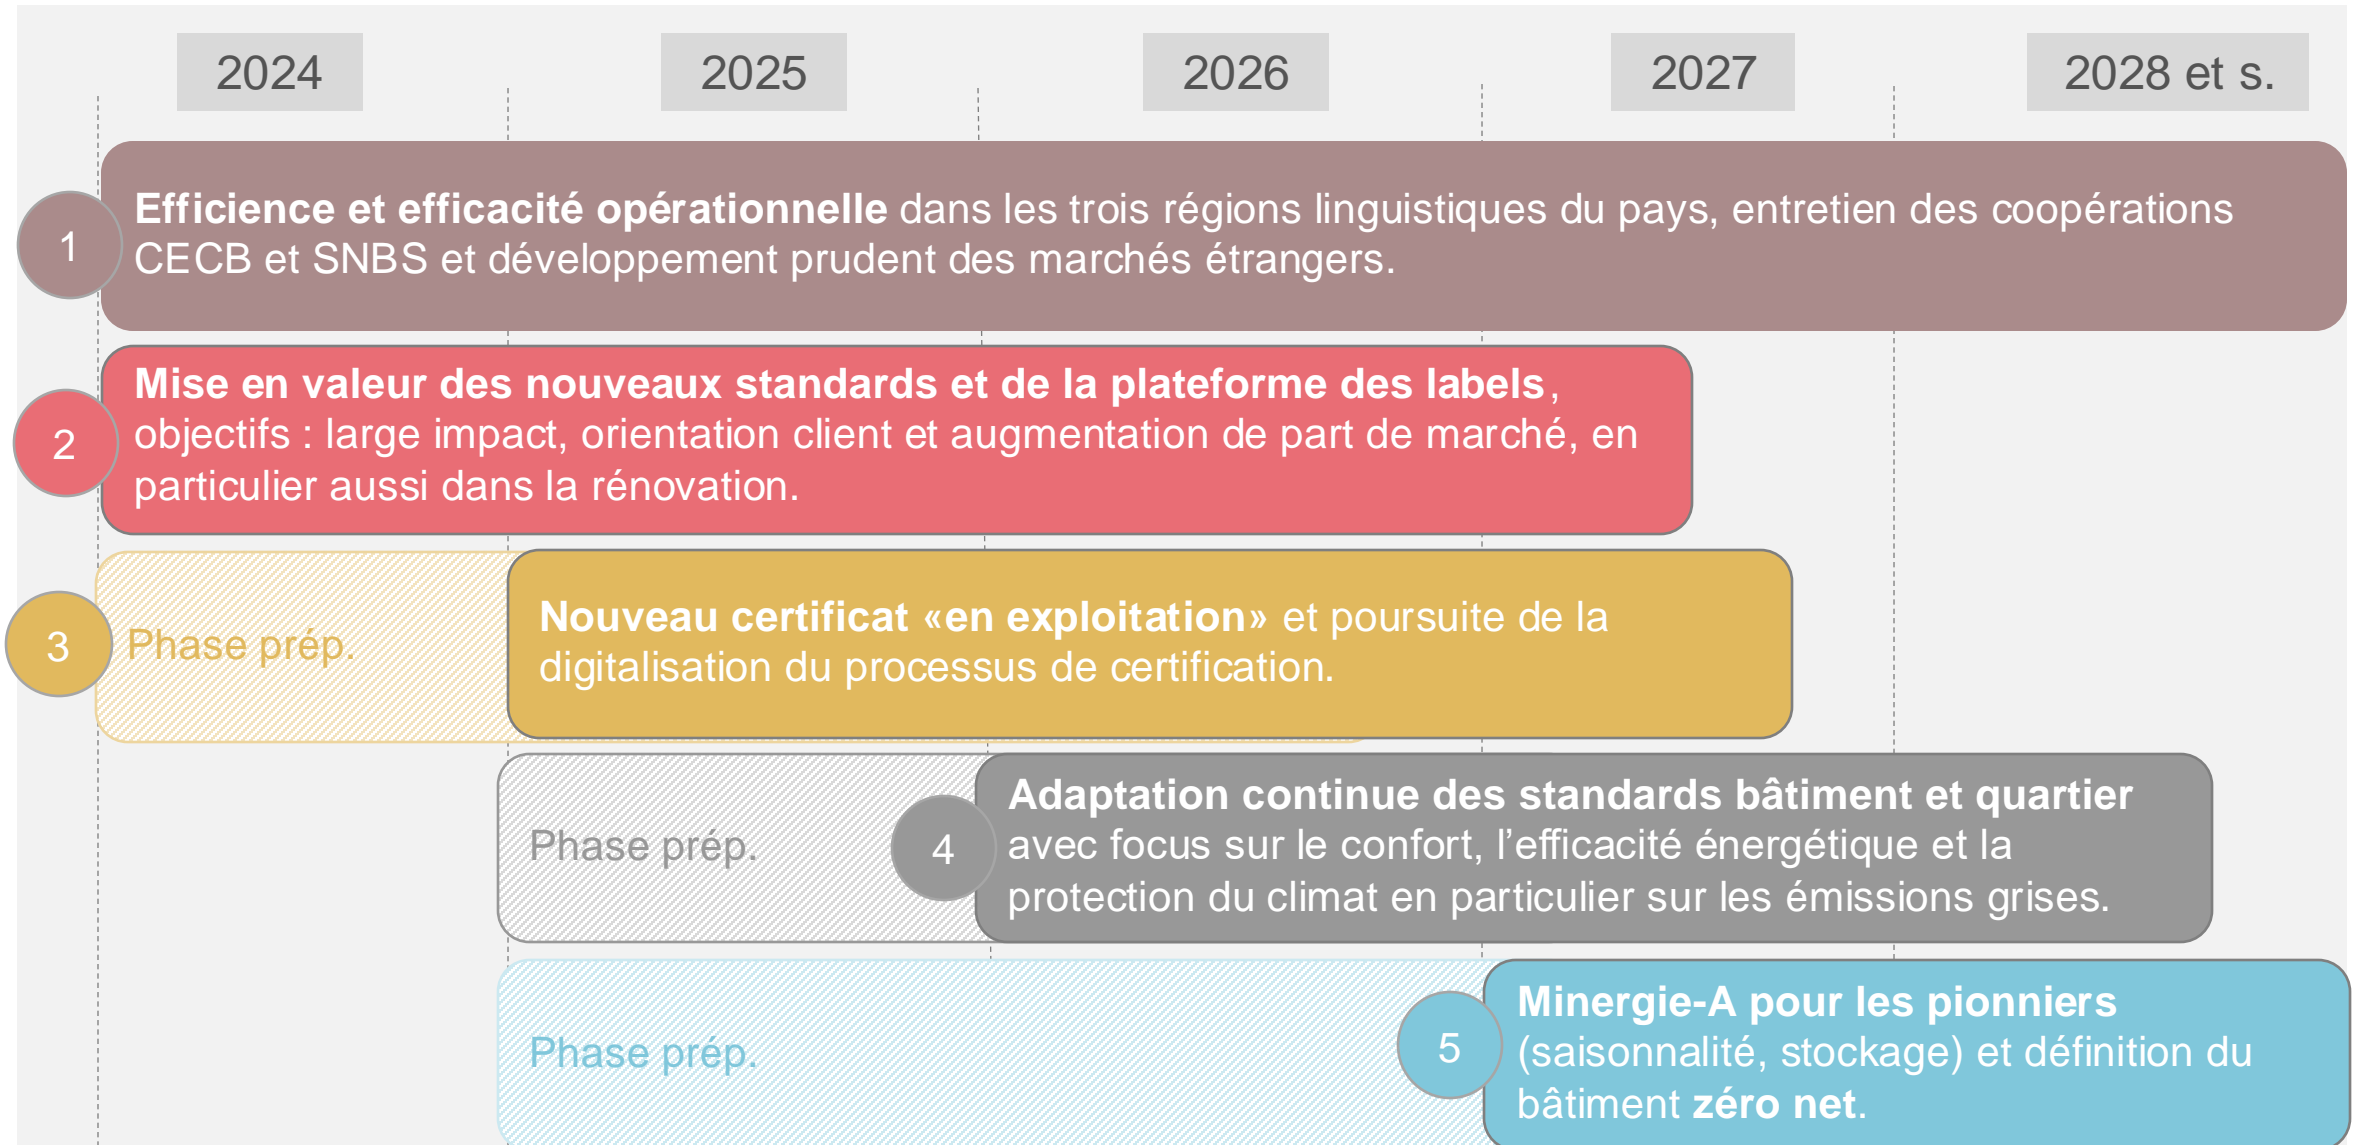 2024
2025
2026
2027
2028 et s.
1
Efficience et efficacité opérationnelle dans les trois régions linguistiques du pays, entretien des coopérations
CECB et SNBS et développement prudent des marchés étrangers.
2
Mise en valeur des nouveaux standards et de la plateforme des labels,
objectifs : large impact, orientation client et augmentation de part de marché, en
particulier aussi dans la rénovation.
3
Phase prép.
Nouveau certificat «en exploitation» et poursuite de la
digitalisation du processus de certification.
Phase prép.
4
Adaptation continue des standards bâtiment et quartier
avec focus sur le confort, l’efficacité énergétique et la
protection du climat en particulier sur les émissions grises.
Phase prép.
5
Minergie-A pour les pionniers
(saisonnalité, stockage) et définition du
bâtiment zéro net.